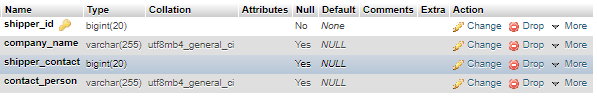 Name Type Collation Attributes Null Default Comments Extra Action
shipper_id bigint(20) No None Change Drop More
company_name varchar(255) utf8mb4_general_ci Yes NULL Change Drop More
shipper_contact bigint(20) Yes NULL Change Drop More
contact_person varchar(255) utf8mb4_general_ci Yes NULL Change Drop More